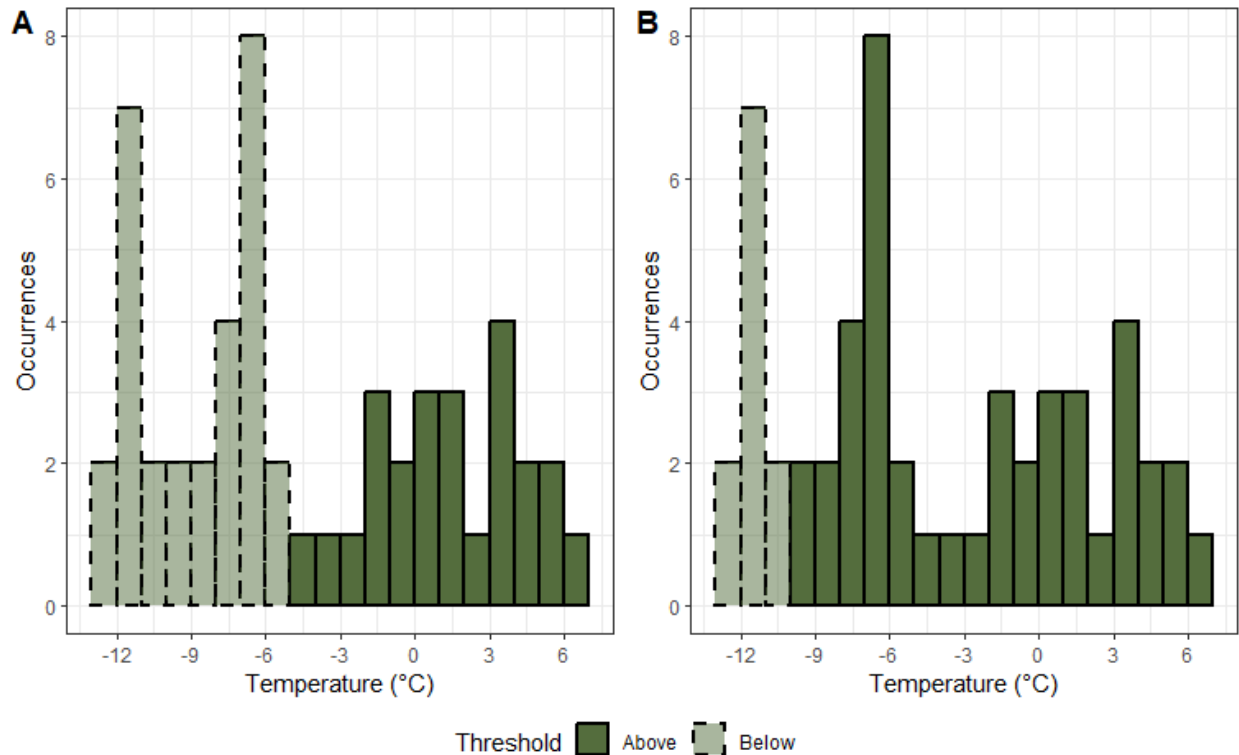 A
B
8
6
4
2
0
Occurrences
-12 -9 -6 -3 0 3 6
Temperature (°C)
8
6
4
2
0
Occurrences
-12 -9 -6 -3 0 3 6
Temperature (°C)
Threshold Above Below